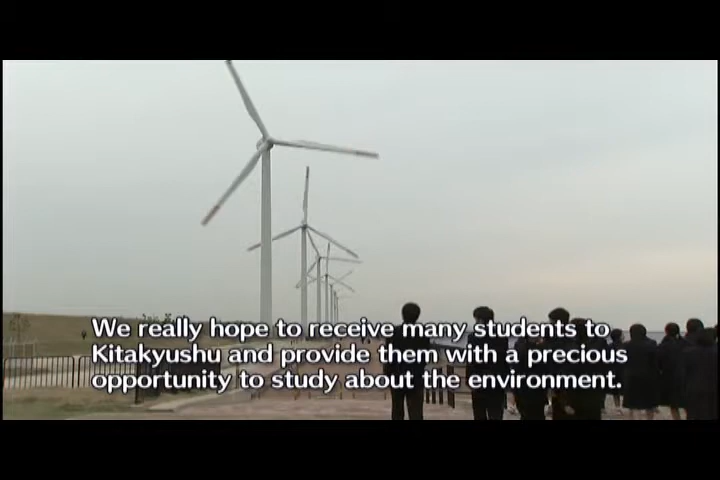 We really hope to receive many students to
Kitakyushu and provide them with a precious
opportunity to study about the environment.